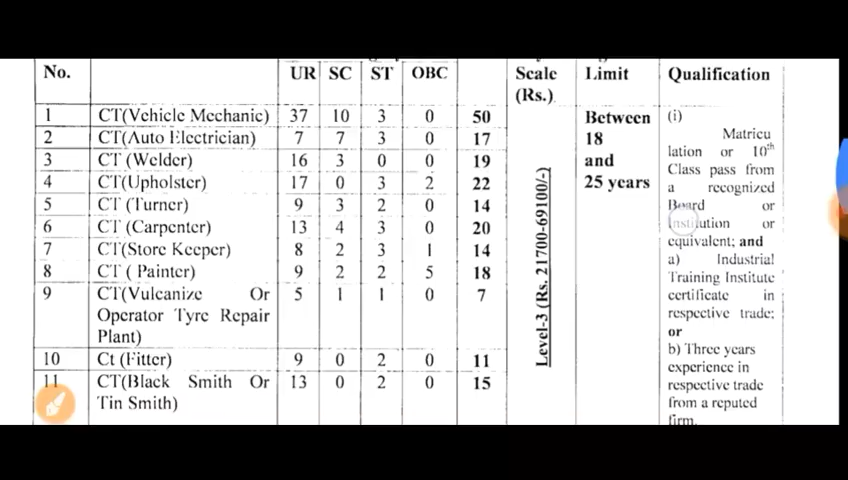 No. UR SC ST OBC Scale (Rs.) Limit Qualification
1 CT(Vehicle Mechanic) 37 10 3 0 50
2 CT(Auto Electrician) 7 7 3 0 17
3 CT (Welder) 16 3 0 0 19
4 CT(Upholster) 17 0 3 2 22
5 CT (Turner) 9 3 2 0 14
6 CT (Carpenter) 13 4 3 0 20
7 CT(Store Keeper) 8 2 3 1 14
8 CT ( Painter) 9 2 2 5 18
9 CT(Vulcanize Or 5 1 1 0 7
Operator Tyre Repair
Plant)
10 Ct (Fitter) 9 0 2 0 11
11 CT(Black Smith Or 13 0 2 0 15
Tin Smith)
Level-3 (Rs. 21700-69100/-)
Between
18
and
25 years
(i)
Matricu
lation or 10th
Class pass from
a recognized
Board or
Institution or
equivalent; and
a) Industrial
Training Institute
certificate in
respective trade;
or
b) Three years
experience in
respective trade
from a reputed
firm.